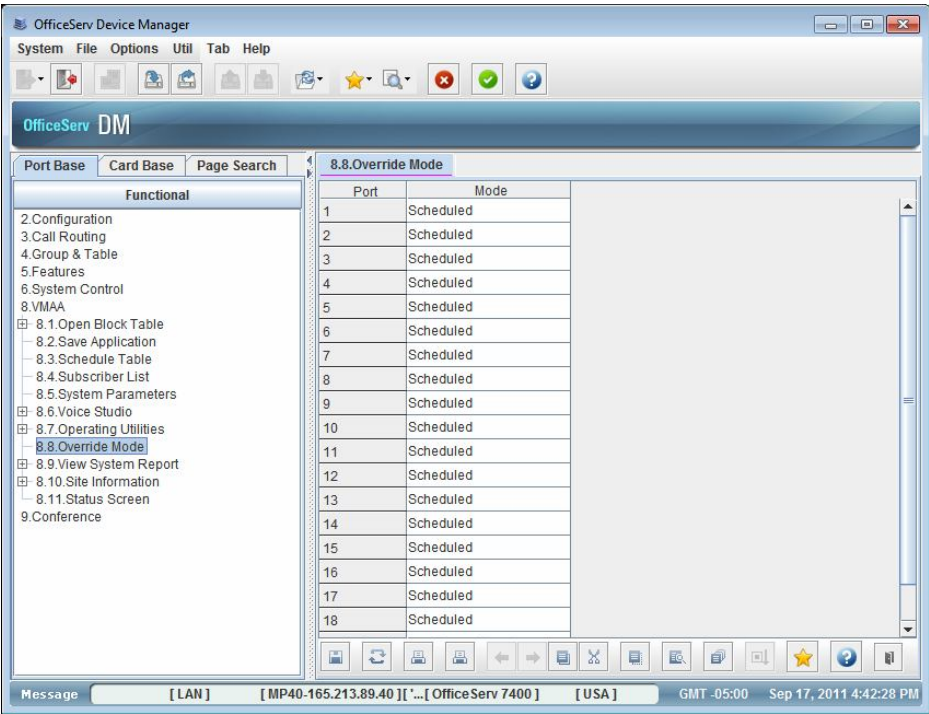 OfficeServ Device Manager
System File Options Util Tab Help
OfficeServ DM
Port Base Card Base Page Search
Functional
2.Configuration
3.Call Routing
4.Group & Table
5.Features
6.System Control
8.VMAA
8.1.Open Block Table
8.2.Save Application
8.3.Schedule Table
8.4.Subscriber List
8.5.System Parameters
8.6.Voice Studio
8.7.Operating Utilities
8.8.Override Mode
8.9.View System Report
8.10.Site Information
8.11.Status Screen
9.Conference
8.8.Override Mode
Port Mode
1 Scheduled
2 Scheduled
3 Scheduled
4 Scheduled
5 Scheduled
6 Scheduled
7 Scheduled
8 Scheduled
9 Scheduled
10 Scheduled
11 Scheduled
12 Scheduled
13 Scheduled
14 Scheduled
15 Scheduled
16 Scheduled
17 Scheduled
18 Scheduled
Message [ LAN ] [ MP40-165.213.89.40 ][ '...[ OfficeServ 7400 ] [ USA ] GMT -05:00 Sep 17, 2011 4:42:28 PM